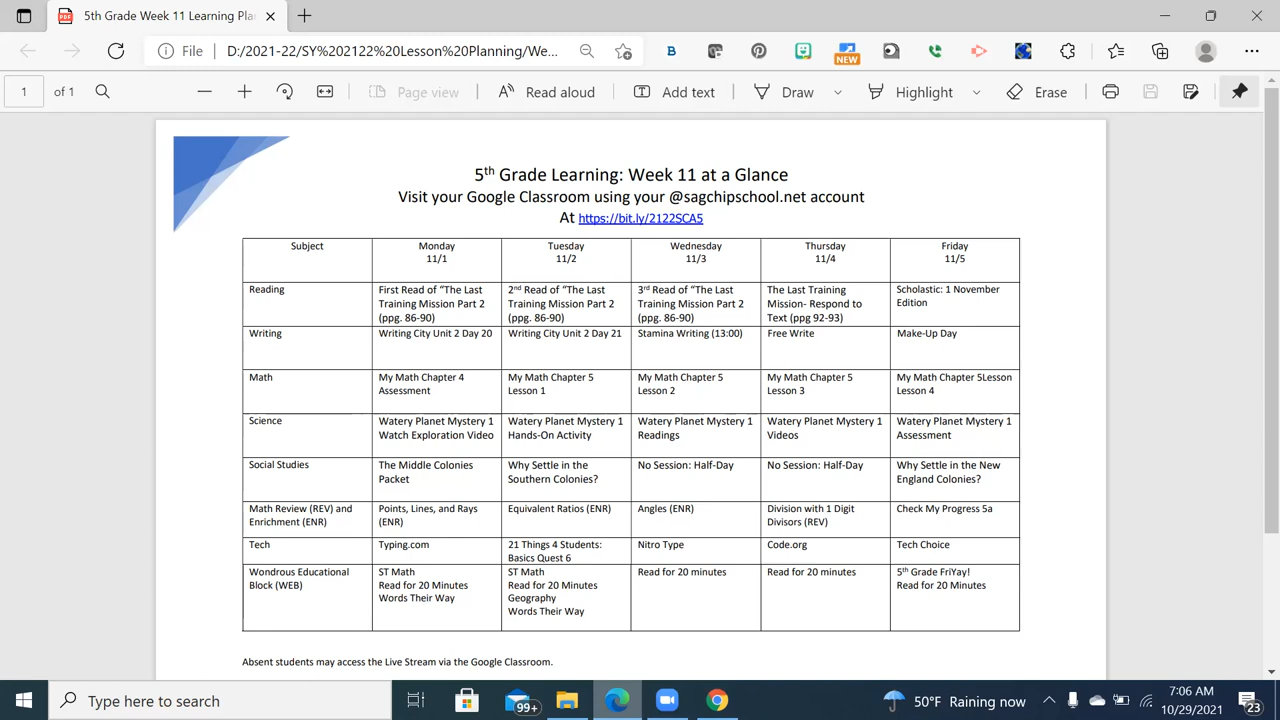 5th Grade Week 11 Learning Pla
File
D:/2021-22/SY%202122%20Lesson%20Planning/We...
NEW
1 of 1
Page view
Read aloud
Add text
Draw
Highlight
Erase
5th Grade Learning: Week 11 at a Glance
Visit your Google Classroom using your @sagchipschool.net account
At https://bit.ly/2122SCA5
Subject
Monday
11/1
Tuesday
11/2
Wednesday
11/3
Thursday
11/4
Friday
11/5
Reading
First Read of “The Last
Training Mission Part 2
(ppg. 86-90)
2nd Read of “The Last
Training Mission Part 2
(ppg. 86-90)
3rd Read of “The Last
Training Mission Part 2
(ppg. 86-90)
The Last Training
Mission- Respond to
Text (ppg 92-93)
Scholastic: 1 November
Edition
Writing
Writing City Unit 2 Day 20
Writing City Unit 2 Day 21
Stamina Writing (13:00)
Free Write
Make-Up Day
Math
My Math Chapter 4
Assessment
My Math Chapter 5
Lesson 1
My Math Chapter 5
Lesson 2
My Math Chapter 5
Lesson 3
My Math Chapter 5Lesson
Lesson 4
Science
Watery Planet Mystery 1
Watch Exploration Video
Watery Planet Mystery 1
Hands-On Activity
Watery Planet Mystery 1
Readings
Watery Planet Mystery 1
Videos
Watery Planet Mystery 1
Assessment
Social Studies
The Middle Colonies
Packet
Why Settle in the
Southern Colonies?
No Session: Half-Day
No Session: Half-Day
Why Settle in the New
England Colonies?
Math Review (REV) and
Enrichment (ENR)
Points, Lines, and Rays
(ENR)
Equivalent Ratios (ENR)
Angles (ENR)
Division with 1 Digit
Divisors (REV)
Check My Progress 5a
Tech
Typing.com
21 Things 4 Students:
Basics Quest 6
Nitro Type
Code.org
Tech Choice
Wondrous Educational
Block (WEB)
ST Math
Read for 20 Minutes
Words Their Way
ST Math
Read for 20 Minutes
Geography
Words Their Way
Read for 20 minutes
Read for 20 minutes
5th Grade FriYay!
Read for 20 Minutes
Absent students may access the Live Stream via the Google Classroom.
Type here to search
99+
50°F Raining now
7:06 AM
10/29/2021
23